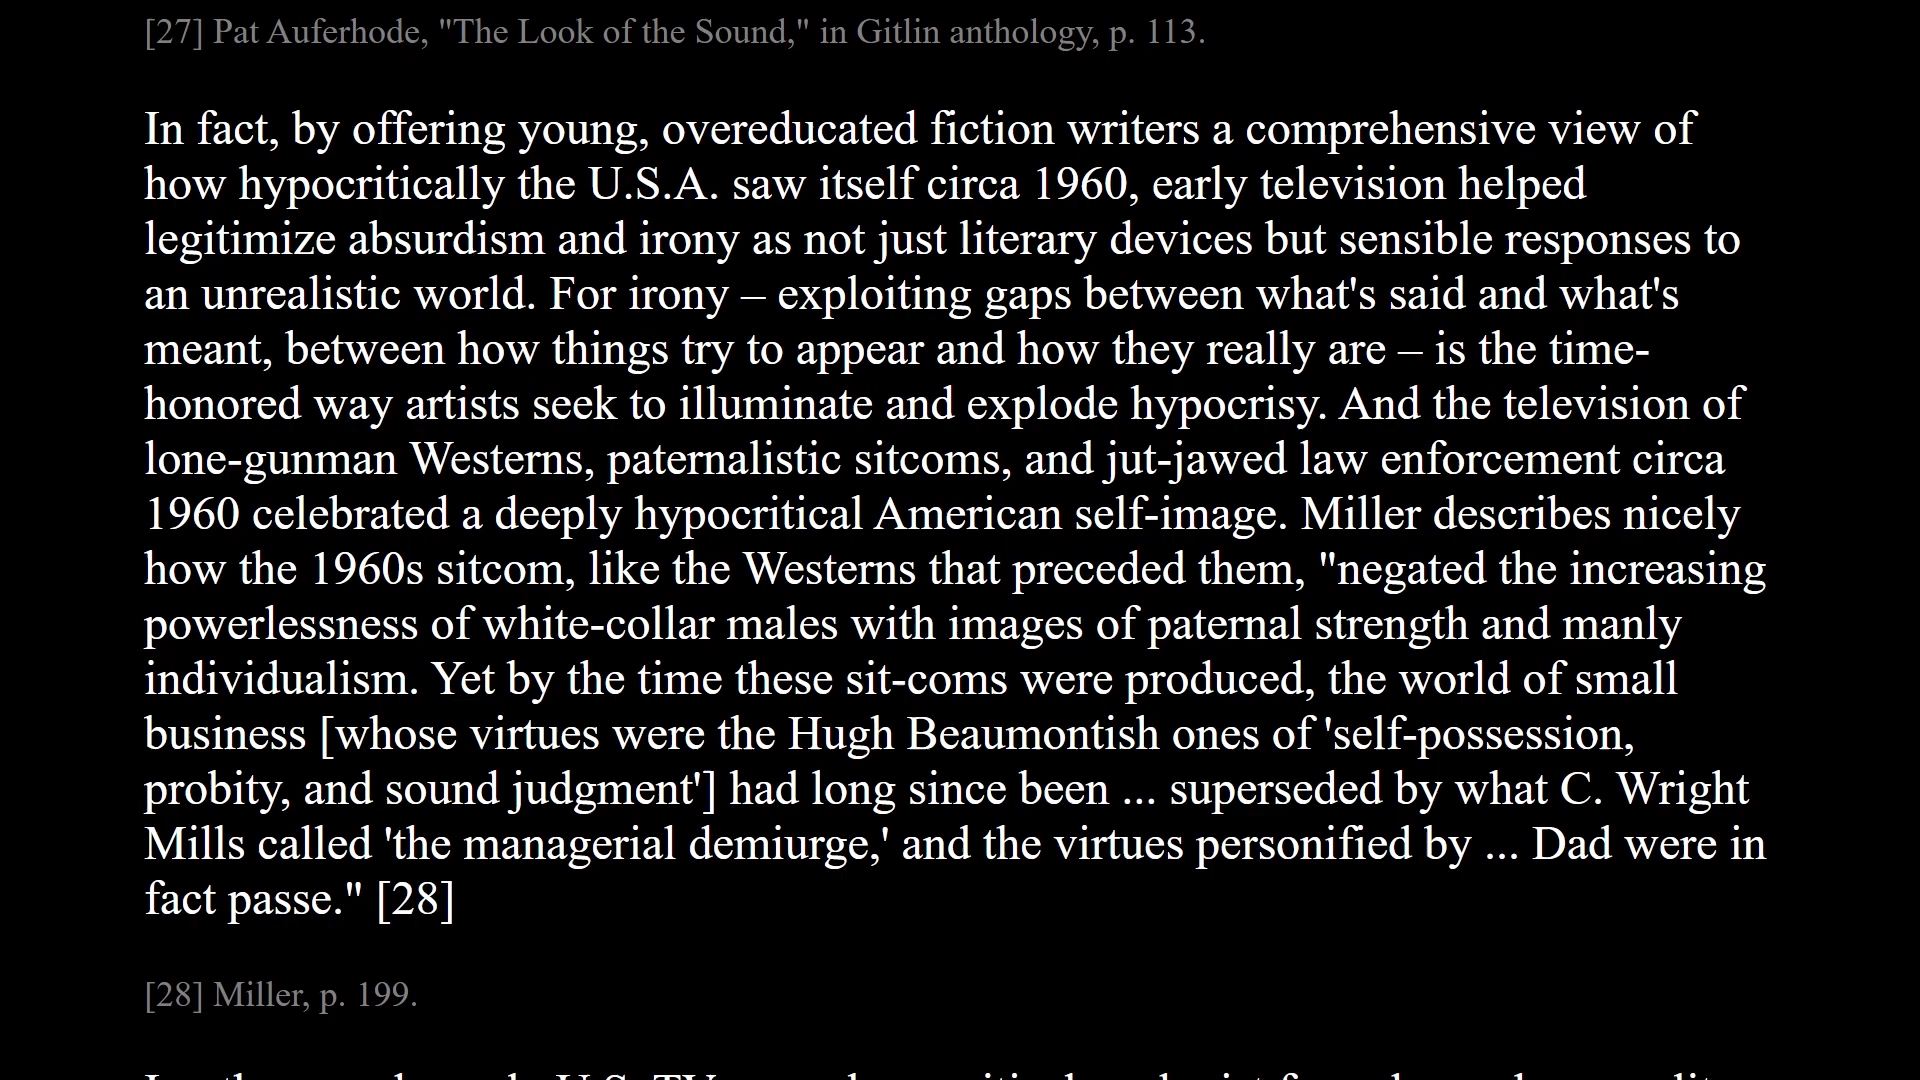 [27] Pat Auferhode, "The Look of the Sound," in Gitlin anthology, p. 113.
In fact, by offering young, overeducated fiction writers a comprehensive view of
how hypocritically the U.S.A. saw itself circa 1960, early television helped
legitimize absurdism and irony as not just literary devices but sensible responses to
an unrealistic world. For irony – exploiting gaps between what's said and what's
meant, between how things try to appear and how they really are – is the time-
honored way artists seek to illuminate and explode hypocrisy. And the television of
lone-gunman Westerns, paternalistic sitcoms, and jut-jawed law enforcement circa
1960 celebrated a deeply hypocritical American self-image. Miller describes nicely
how the 1960s sitcom, like the Westerns that preceded them, "negated the increasing
powerlessness of white-collar males with images of paternal strength and manly
individualism. Yet by the time these sit-coms were produced, the world of small
business [whose virtues were the Hugh Beaumontish ones of 'self-possession,
probity, and sound judgment'] had long since been ... superseded by what C. Wright
Mills called 'the managerial demiurge,' and the virtues personified by ... Dad were in
fact passe." [28]
[28] Miller, p. 199.